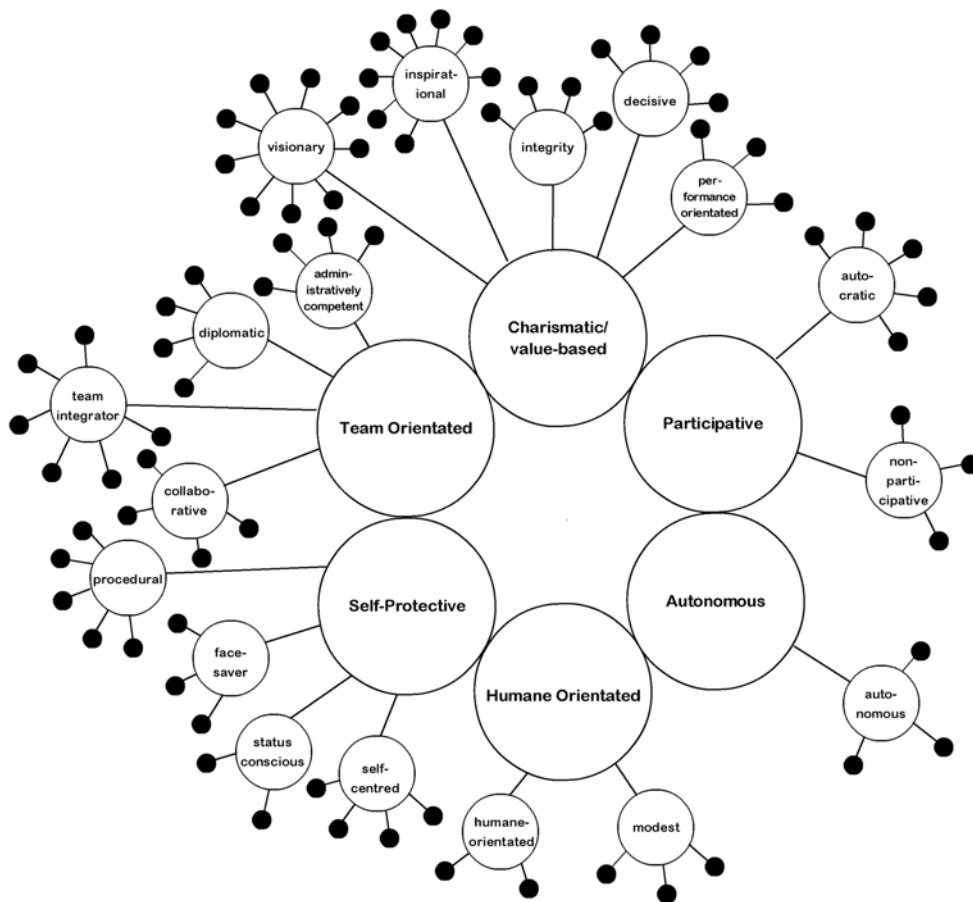 inspirat-
ional
visionary
integrity
decisive
per-
formance
orientated
admin-
istratively
competent
diplomatic
team
integrator
collabo-
rative
Charismatic/
value-based
Team Orientated
Participative
auto-
cratic
non-
parti-
cipative
procedural
Self-Protective
Autonomous
Humane Orientated
face-
saver
status
conscious
self-
centred
humane-
orientated
modest
auto-
nomous